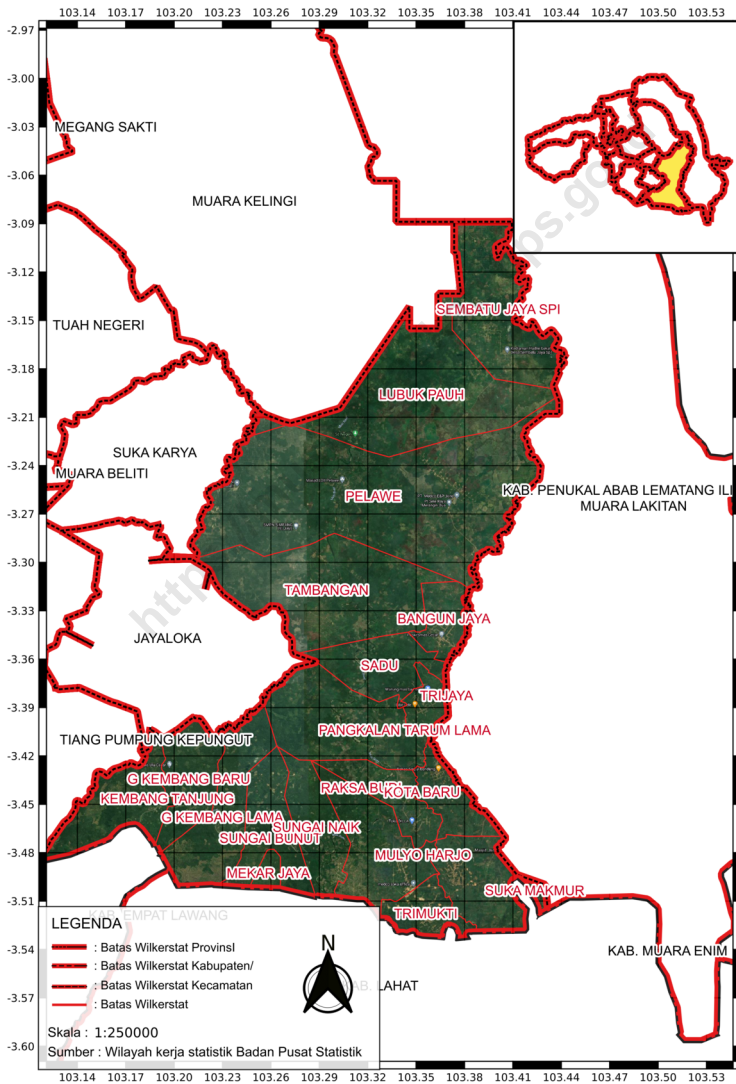 103.14 103.17 103.20 103.23 103.26 103.29 103.32 103.35 103.38 103.41 103.44 103.47 103.50 103.53
-2.97
-3.00
-3.03
-3.06
-3.09
-3.12
-3.15
-3.18
-3.21
-3.24
-3.27
-3.30
-3.33
-3.36
-3.39
-3.42
-3.45
-3.48
-3.51
-3.54
-3.57
-3.60
MEGANG SAKTI
MUARA KELINGI
SEMBATU JAYA SPI
TUAH NEGERI
LUBUK PAUH
SUKA KARYA
MUARA BELITI
PELAWE
KAB. PENUKAL ABAB LEMATANG ILI
MUARA LAKITAN
TAMBANGAN
BANGUN JAYA
JAYALOKA
SADU
TRIJAYA
PANGKALAN TARUM LAMA
TIANG PUMPUNG KEPUNGUT
G KEMBANG BARU
RAKSA BUDI
KOTA BARU
KEMBANG TANJUNG
G KEMBANG LAMA
SUNGAI NAIK
SUNGAI BUNUT
MULYO HARJO
MEKAR JAYA
SUKA MAKMUR
TRIMUKTI
KAB. EMPAT LAWANG
KAB. MUARA ENIM
AB. LAHAT
LEGENDA
: Batas Wilkerstat Provinsi
: Batas Wilkerstat Kabupaten/
: Batas Wilkerstat Kecamatan
: Batas Wilkerstat
N
Skala : 1:250000
Sumber : Wilayah kerja statistik Badan Pusat Statistik
103.14 103.17 103.20 103.23 103.26 103.29 103.32 103.35 103.38 103.41 103.44 103.47 103.50 103.53